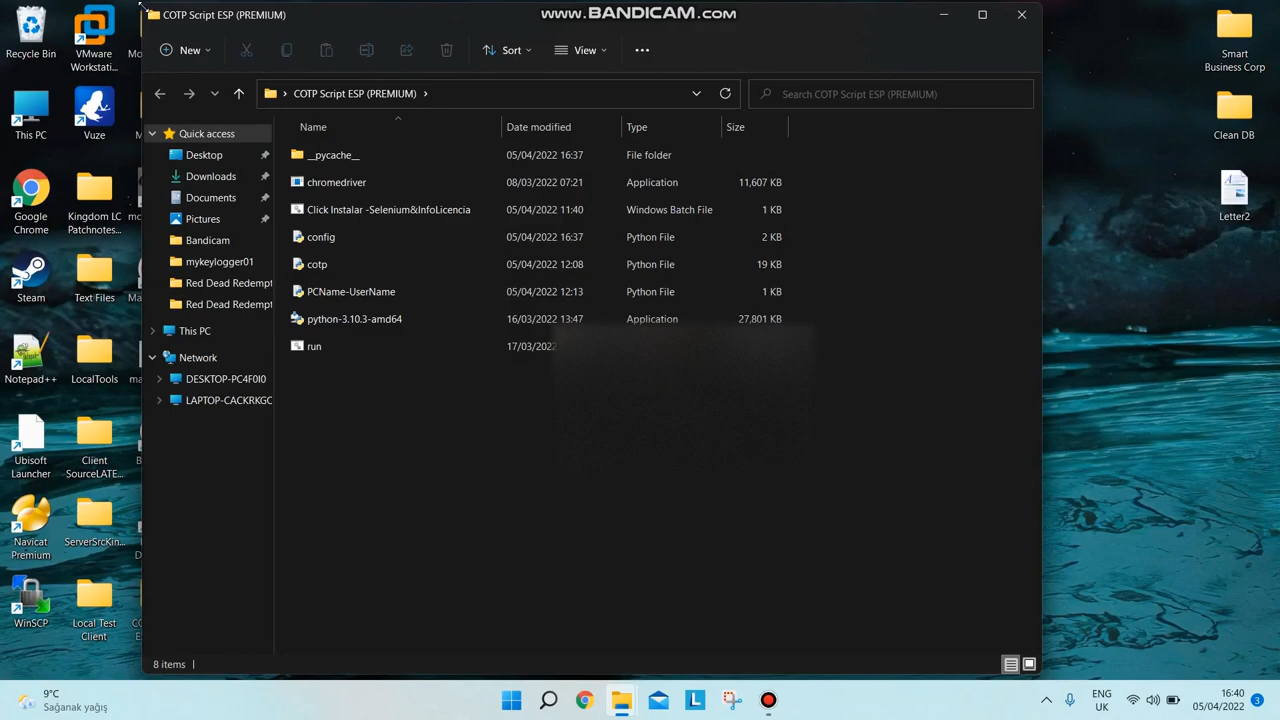 COTP Script ESP (PREMIUM)
www.BANDICAM.com
New
Sort
View
COTP Script ESP (PREMIUM)
Search COTP Script ESP (PREMIUM)
Name
Date modified
Type
Size
Quick access
Desktop
Downloads
Documents
Pictures
Bandicam
mykeylogger01
Red Dead Redempt
Red Dead Redempt
This PC
Network
DESKTOP-PC4F0I0
LAPTOP-CACKRKGC
__pycache__ 05/04/2022 16:37 File folder
chromedriver 08/03/2022 07:21 Application 11,607 KB
Click Instalar -Selenium&InfoLicencia 05/04/2022 11:40 Windows Batch File 1 KB
config 05/04/2022 16:37 Python File 2 KB
cotp 05/04/2022 12:08 Python File 19 KB
PCName-UserName 05/04/2022 12:13 Python File 1 KB
python-3.10.3-amd64 16/03/2022 13:47 Application 27,801 KB
run 17/03/2022
8 items
Recycle Bin
VMware
Workstati...
This PC
Vuze
Google
Chrome
Kingdom LC
Patchnotes...
Steam
Text Files
Notepad++
LocalTools
Ubisoft
Launcher
Client
SourceLATE...
Navicat
Premium
ServerSrcKin...
WinSCP
Local Test
Client
Smart
Business Corp
Clean DB
Letter2
9°C
Sağanak yağış
ENG
UK
16:40
05/04/2022
3